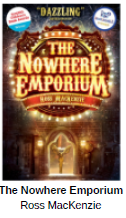 "DAZZLING"
THE
NOWHERE
EMPORIUM
ROSS MACKENZIE
The Nowhere Emporium
Ross MacKenzie